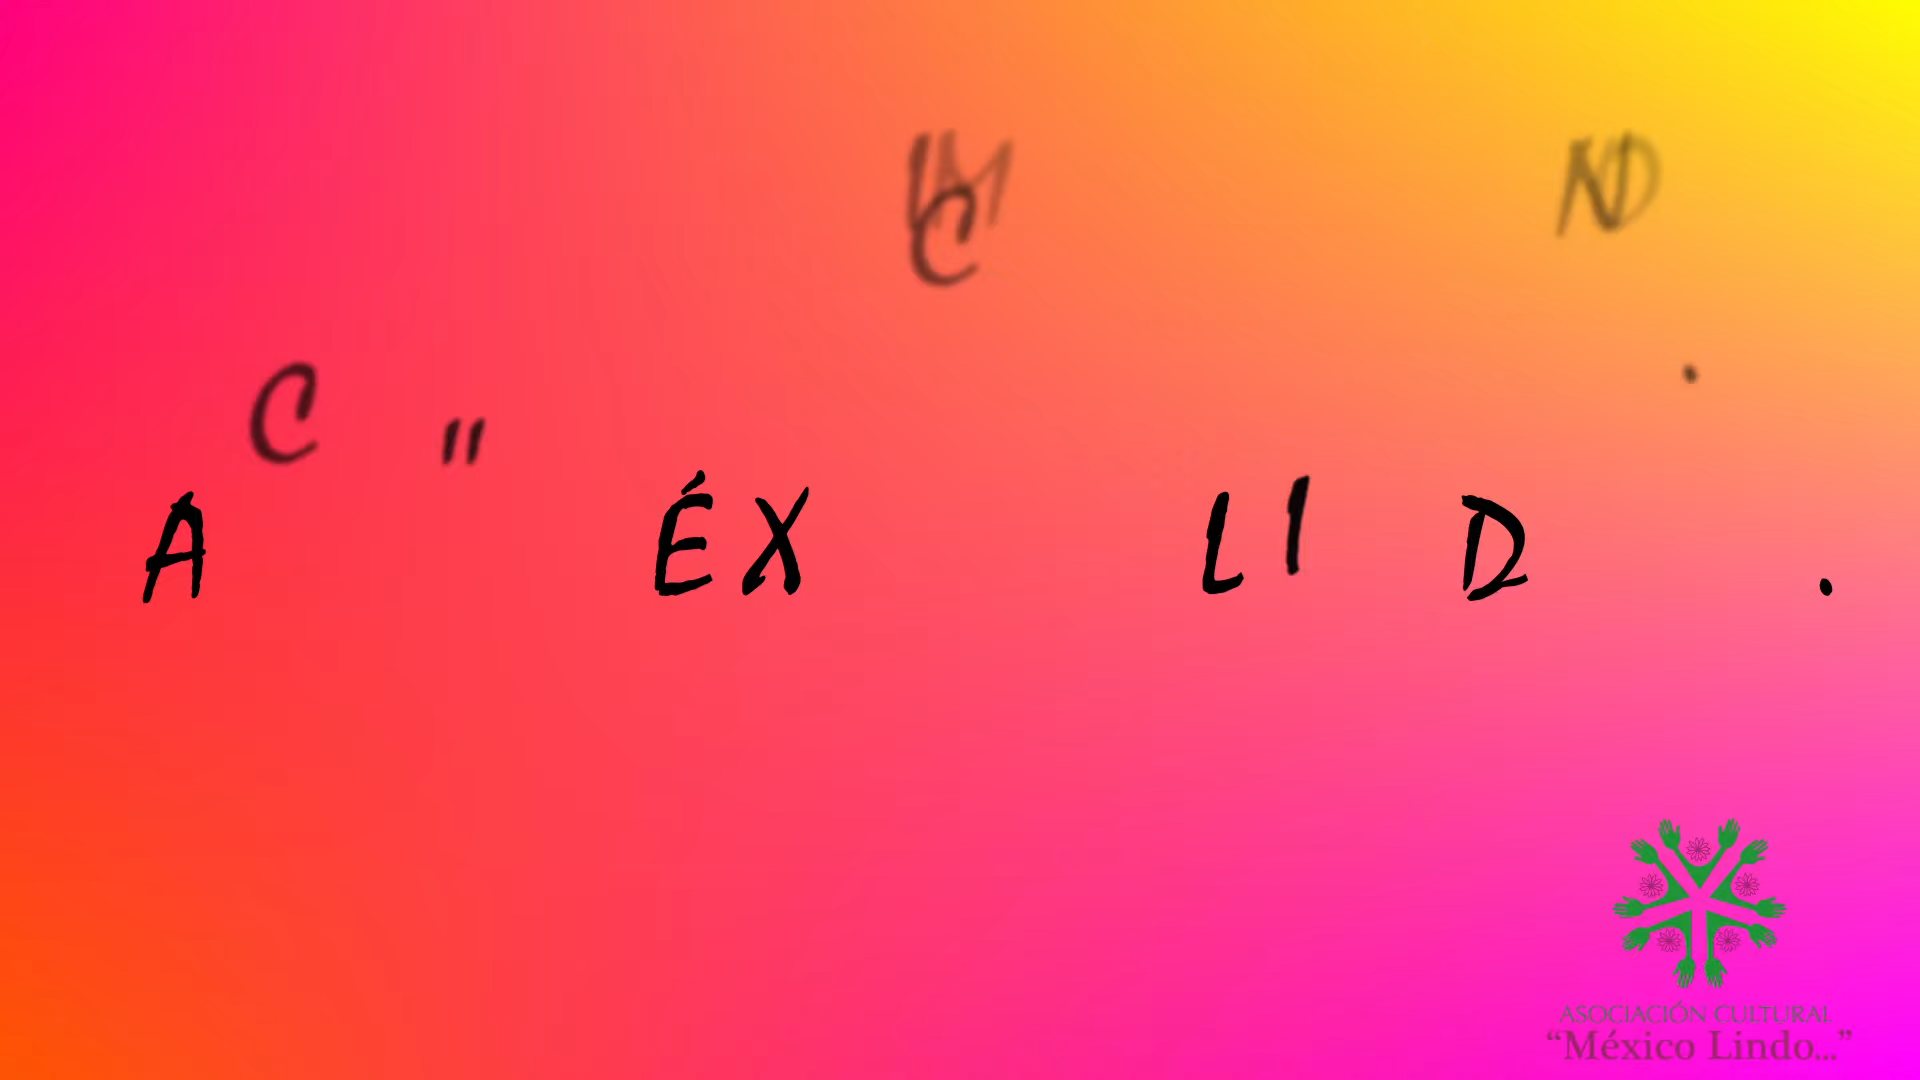 C "
A ÉX LI D .
ASOCIACIÓN CULTURAL
“México Lindo...”